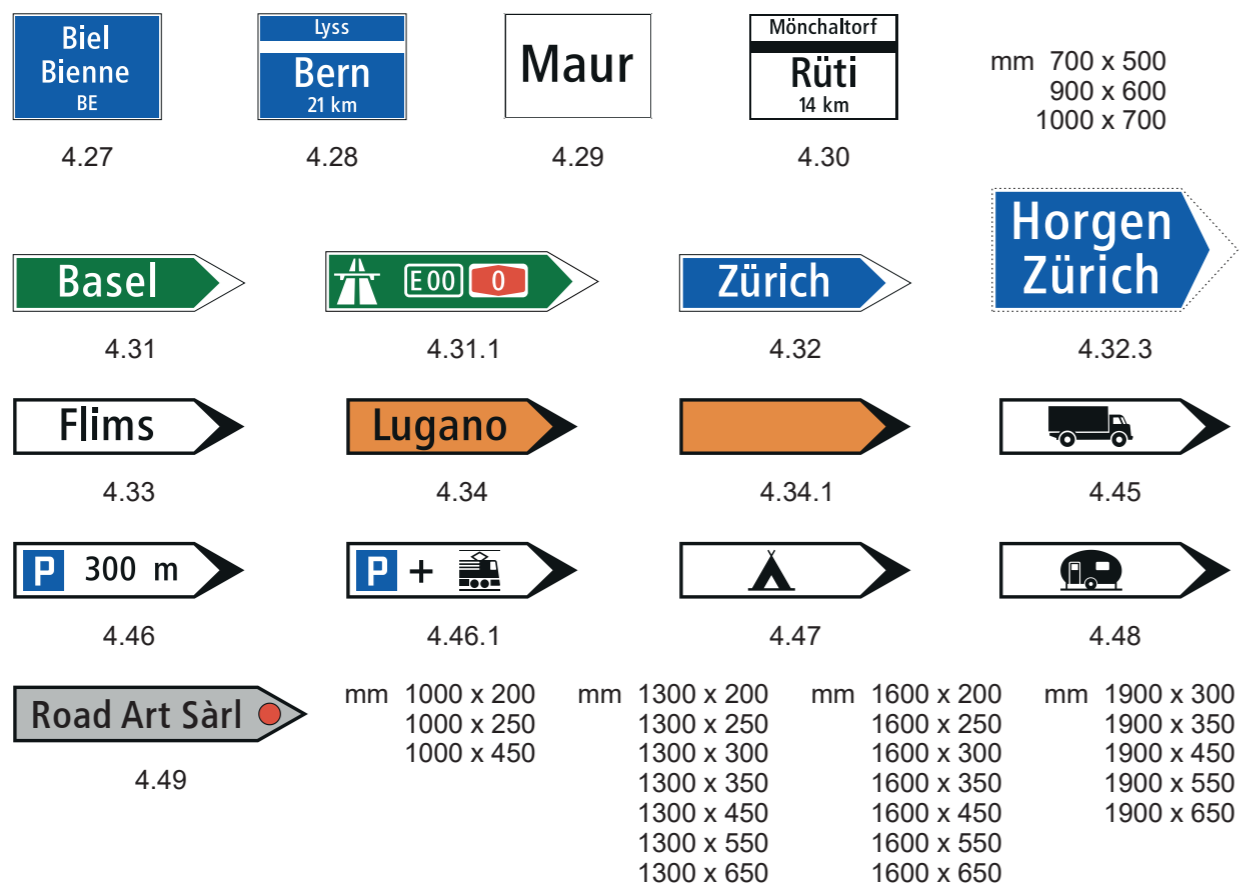 Biel
Bienne
BE
4.27
Lyss
Bern
21 km
4.28
Maur
4.29
Mönchaltorf
Rüti
14 km
4.30
mm 700 x 500
900 x 600
1000 x 700
Basel
4.31
E 00 0
4.31.1
Zürich
4.32
Horgen
Zürich
4.32.3
Flims
4.33
Lugano
4.34
4.34.1
4.45
P 300 m
4.46
P +
4.46.1
4.47
4.48
Road Art Sàrl
4.49
mm 1000 x 200
1000 x 250
1000 x 450
mm 1300 x 200
1300 x 250
1300 x 300
1300 x 350
1300 x 450
1300 x 550
1300 x 650
mm 1600 x 200
1600 x 250
1600 x 300
1600 x 350
1600 x 450
1600 x 550
1600 x 650
mm 1900 x 300
1900 x 350
1900 x 450
1900 x 550
1900 x 650